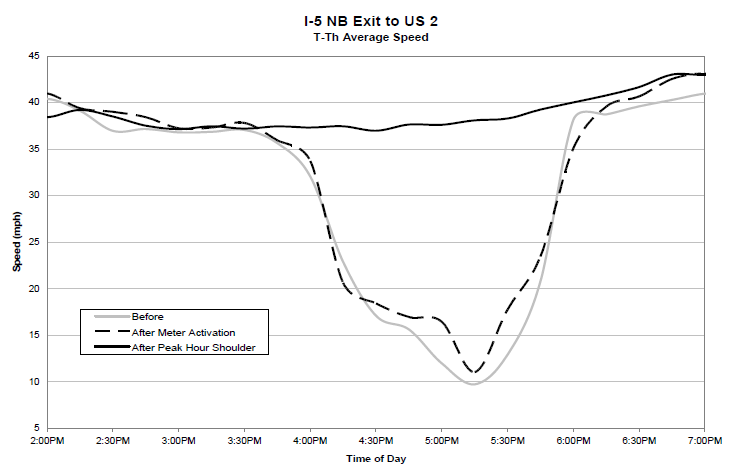 I-5 NB Exit to US 2
T-Th Average Speed
45
40
35
30
25
20
15
10
5
Speed (mph)
Before
After Meter Activation
After Peak Hour Shoulder
2:00PM 2:30PM 3:00PM 3:30PM 4:00PM 4:30PM 5:00PM 5:30PM 6:00PM 6:30PM 7:00PM
Time of Day